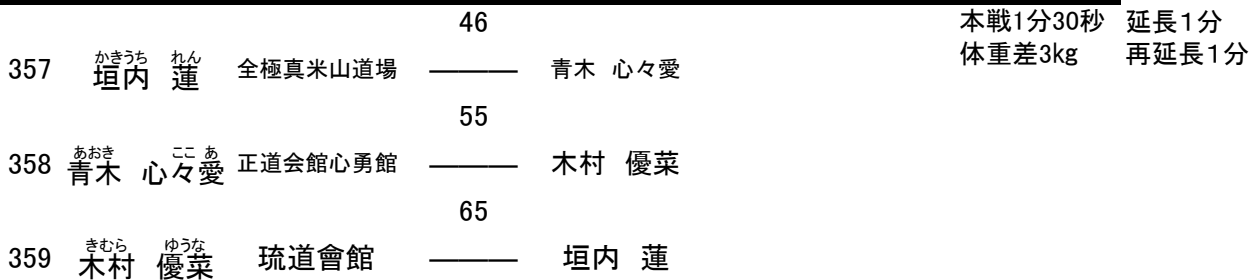 46
本戦1分30秒 延長1分
体重差3kg 再延長1分
かきうち れん
357 垣内 蓮 全極真米山道場 ――― 青木 心々愛
55
あおき ここ あ
358 青木 心々愛 正道会館心勇館 ――― 木村 優菜
65
きむら ゆうな
359 木村 優菜 琉道會館 ――― 垣内 蓮